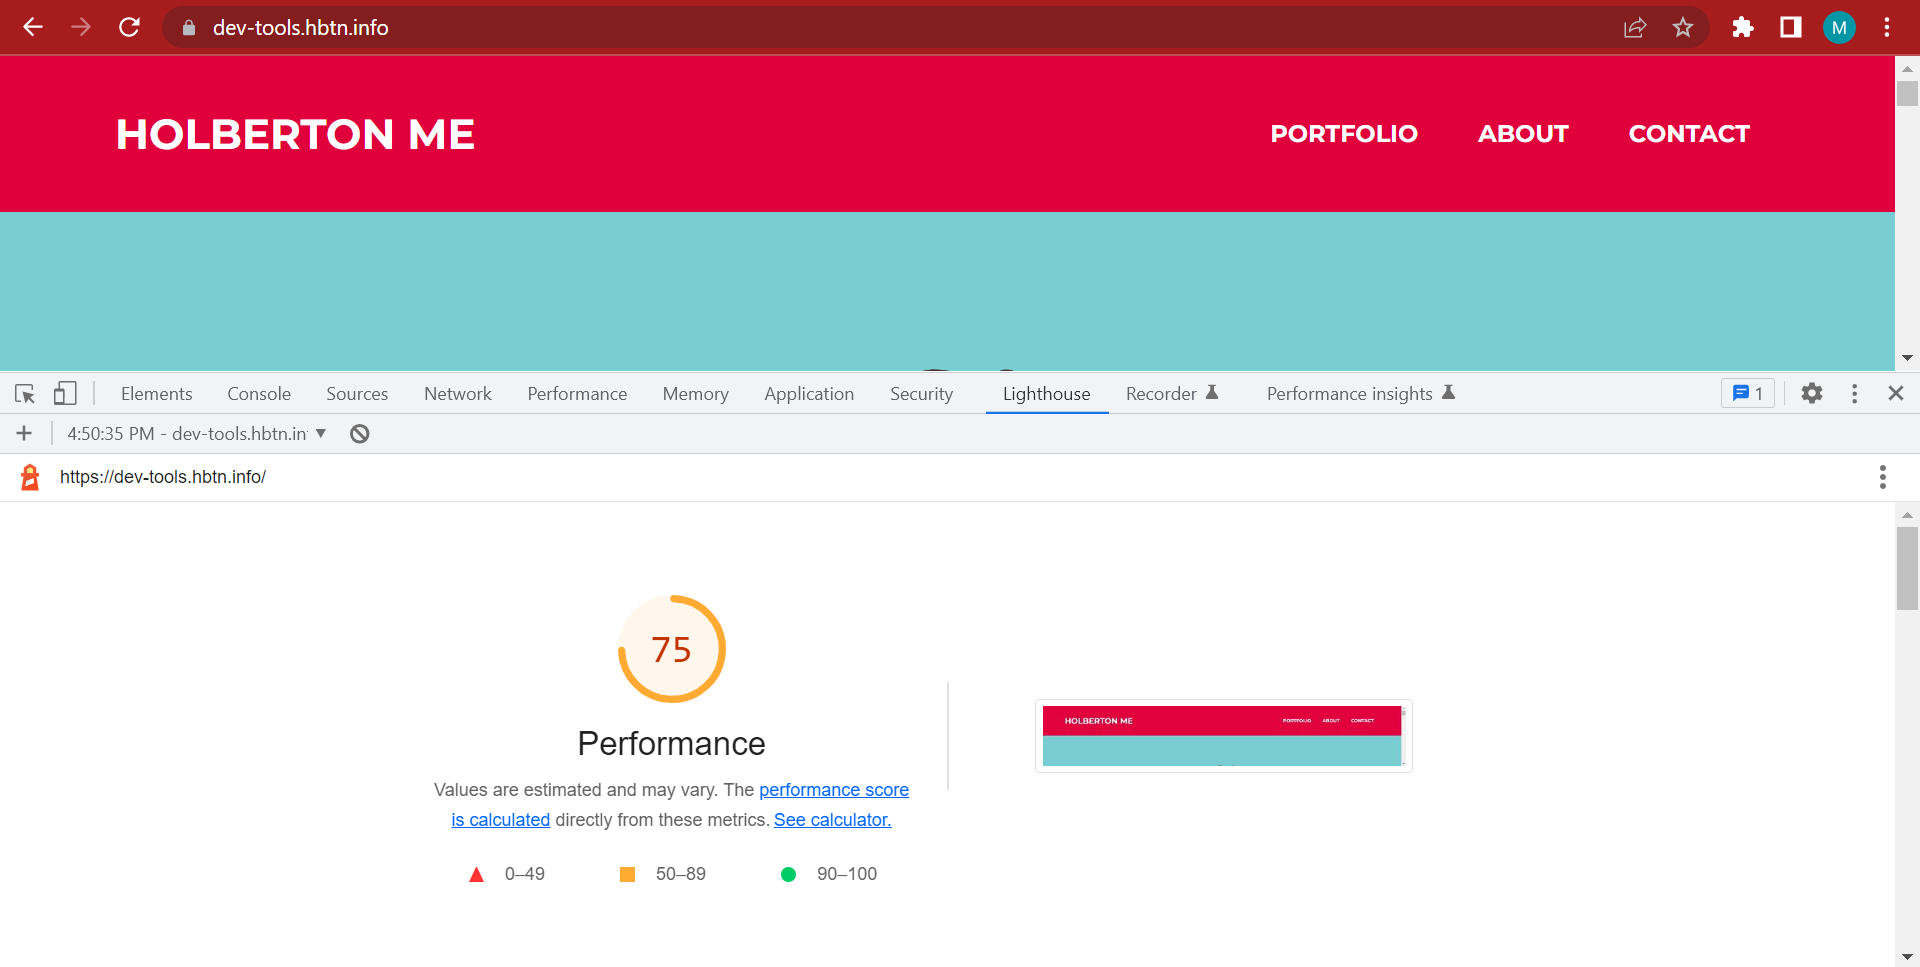 dev-tools.hbtn.info
M
HOLBERTON ME
PORTFOLIO ABOUT CONTACT
Elements Console Sources Network Performance Memory Application Security Lighthouse Recorder Performance insights 1
4:50:35 PM - dev-tools.hbtn.in
https://dev-tools.hbtn.info/
75
Performance
Values are estimated and may vary. The performance score
is calculated directly from these metrics. See calculator.
0–49 50–89 90–100
HOLBERTON ME PORTFOLIO ABOUT CONTACT